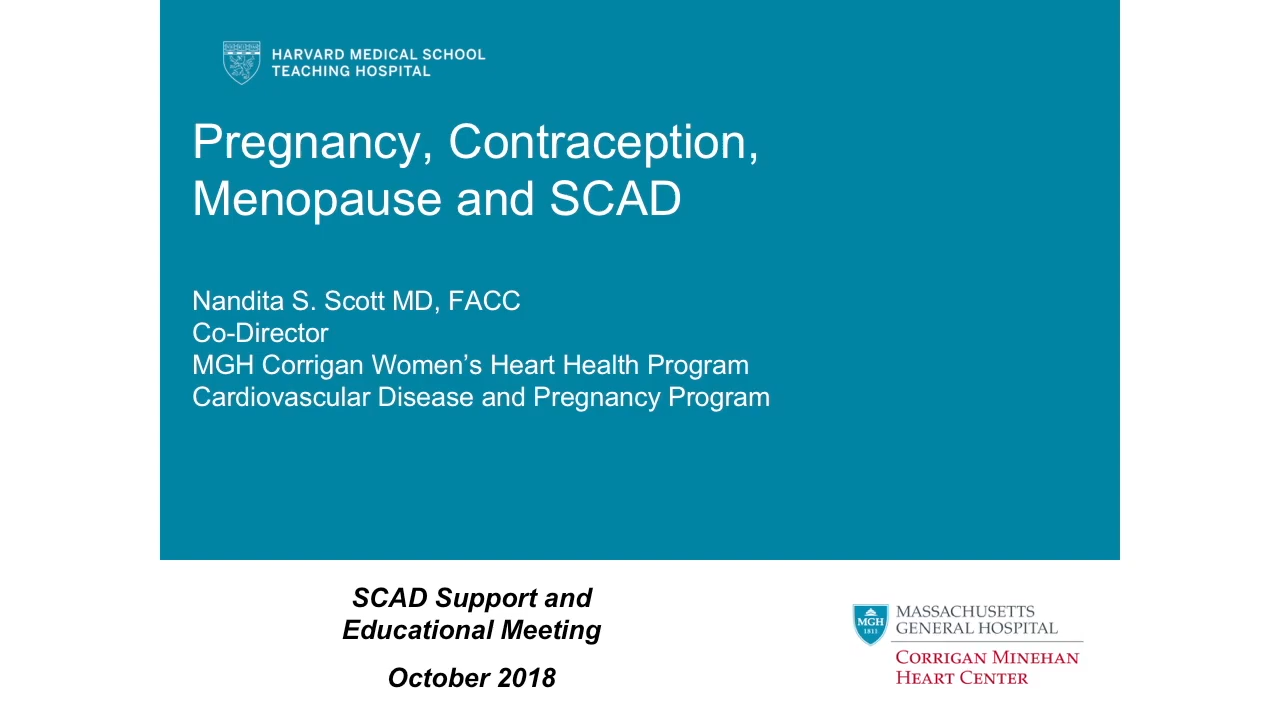 HARVARD MEDICAL SCHOOL
TEACHING HOSPITAL
Pregnancy, Contraception,
Menopause and SCAD
Nandita S. Scott MD, FACC
Co-Director
MGH Corrigan Women’s Heart Health Program
Cardiovascular Disease and Pregnancy Program
SCAD Support and
Educational Meeting
October 2018
MGH
1811
MASSACHUSETTS
GENERAL HOSPITAL
CORRIGAN MINEHAN
HEART CENTER